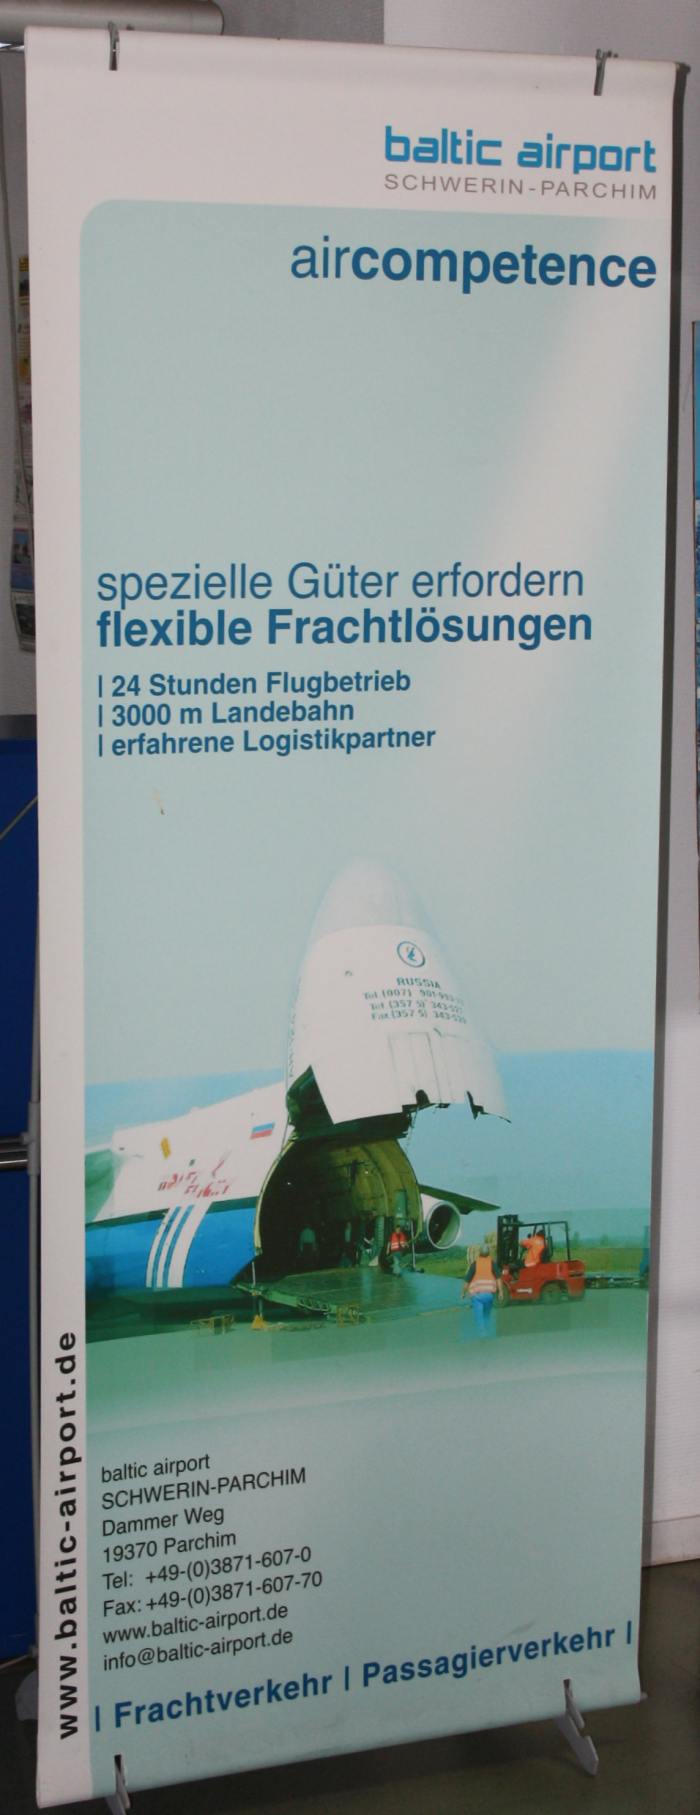 baltic airport
SCHWERIN-PARCHIM
aircompetence
spezielle Güter erfordern
flexible Frachtlösungen
| 24 Stunden Flugbetrieb
| 3000 m Landebahn
| erfahrene Logistikpartner
RUSSIA
baltic airport
SCHWERIN-PARCHIM
Dammer Weg
19370 Parchim
Tel: +49-(0)3871-607-0
Fax: +49-(0)3871-607-70
www.baltic-airport.de
info@baltic-airport.de
| Frachtverkehr | Passagierverkehr |
www.baltic-airport.de